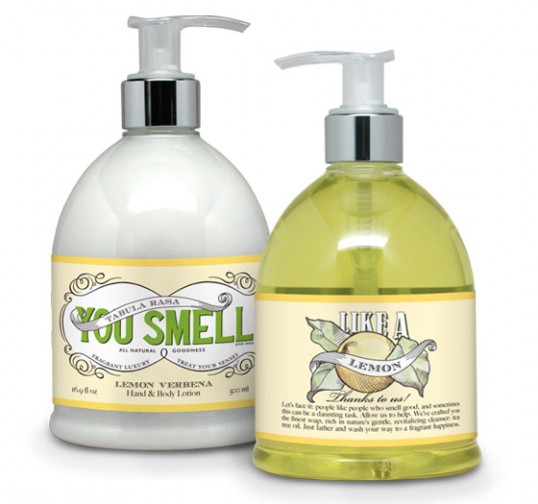 TABULA RASA
YOU SMELL
ALL NATURAL GOODNESS
FRAGRANT LUXURY TREAT YOUR SENSES
LEMON VERBENA
16.9 fl oz Hand & Body Lotion 500 ml
LIKE A
LEMON
Thanks to us!
Let's face it: people like people who smell good, and sometimes
this can be a daunting task. Allow us to help. We've crafted you
the finest soap, rich in nature's gentle, revitalizing cleanser: tea
tree oil. Just lather and wash your way to a fragrant happiness.